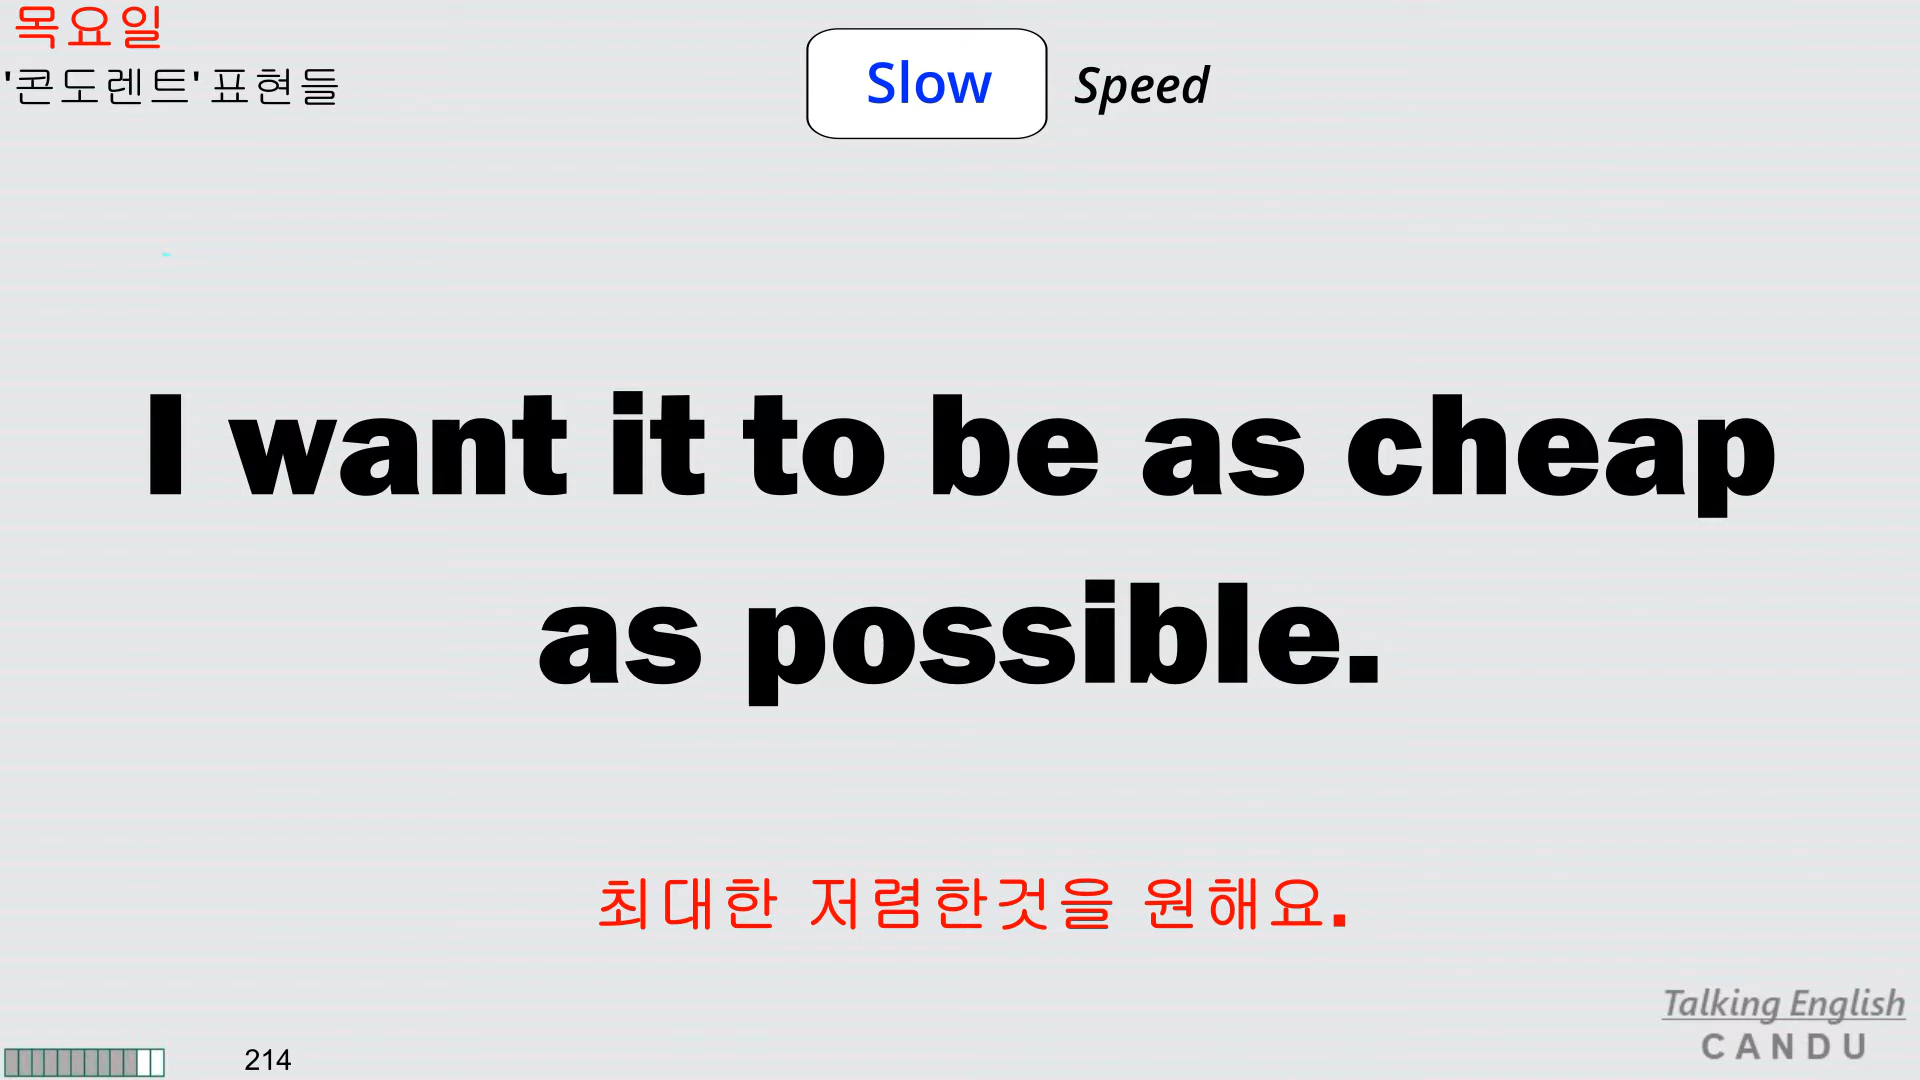 목요일
'콘도렌트' 표현들
Slow Speed
I want it to be as cheap
as possible.
최대한 저렴한것을 원해요.
Talking English
CANDU
214